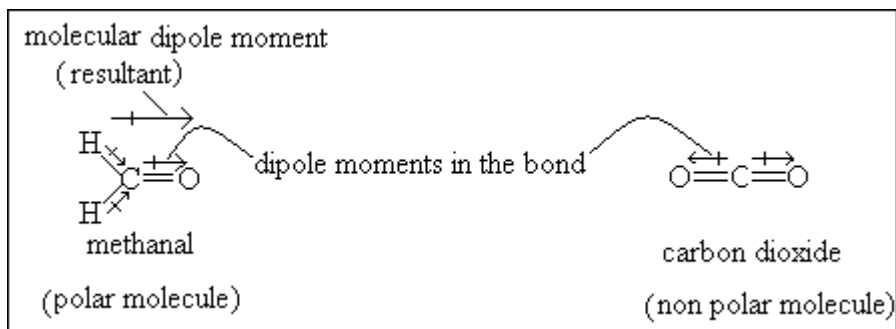 molecular dipole moment
(resultant)
H
C=O
H
dipole moments in the bond
O=C=O
methanal
carbon dioxide
(polar molecule)
(non polar molecule)